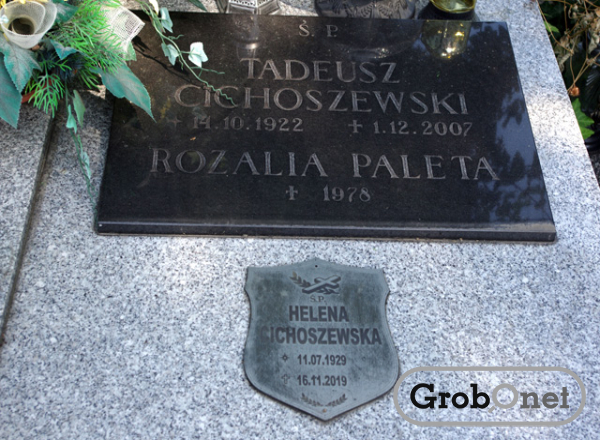 Ś. P.
TADEUSZ
CICHOSZEWSKI
* 14.10.1922 ✝ 1.12.2007
ROZALIA PALETA
✝ 1978
Ś.P.
HELENA
CICHOSZEWSKA
* 11.07.1929
✝ 16.11.2019
GrobOnet